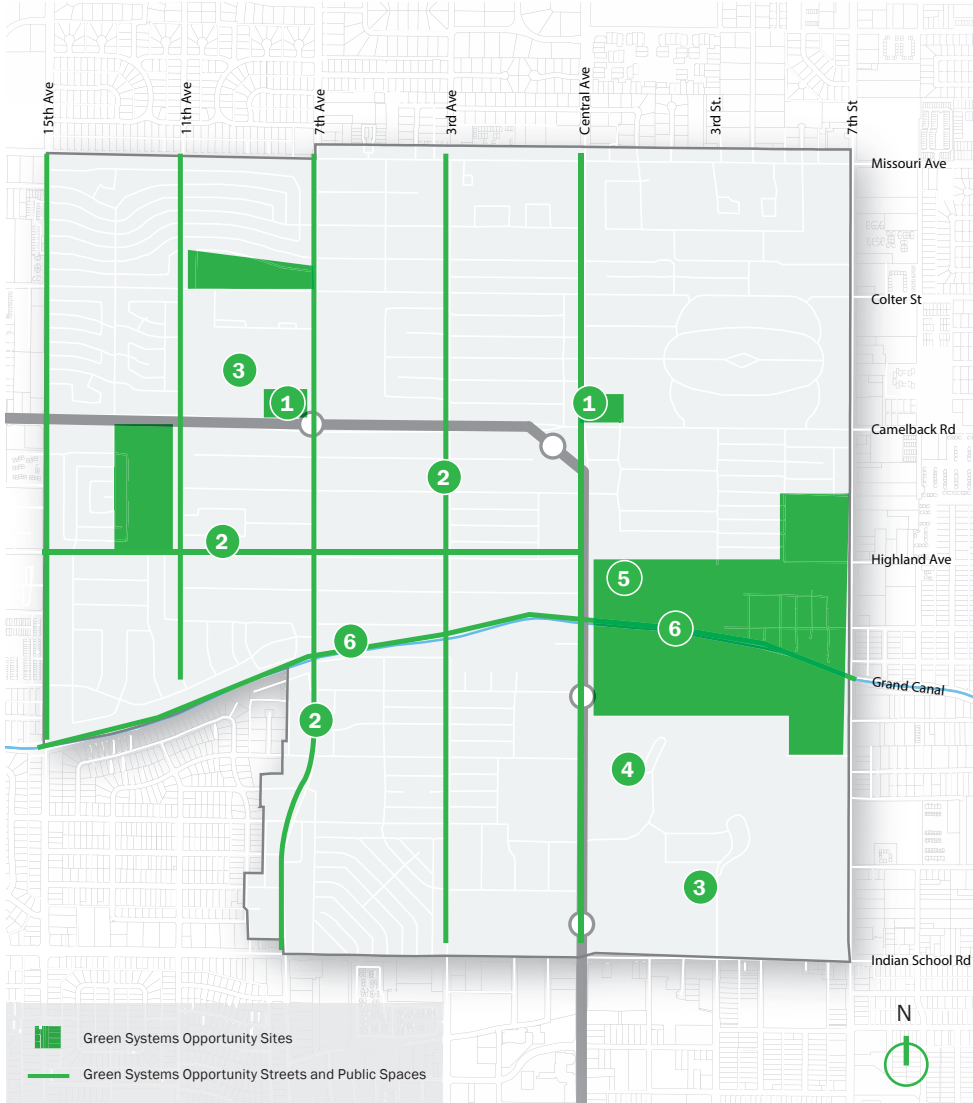 15th Ave
11th Ave
7th Ave
3rd Ave
Central Ave
3rd St.
7th St
Missouri Ave
Colter St
3
1
1
Camelback Rd
2
2
Highland Ave
5
6
6
Grand Canal
2
4
3
Indian School Rd
N
Green Systems Opportunity Sites
Green Systems Opportunity Streets and Public Spaces